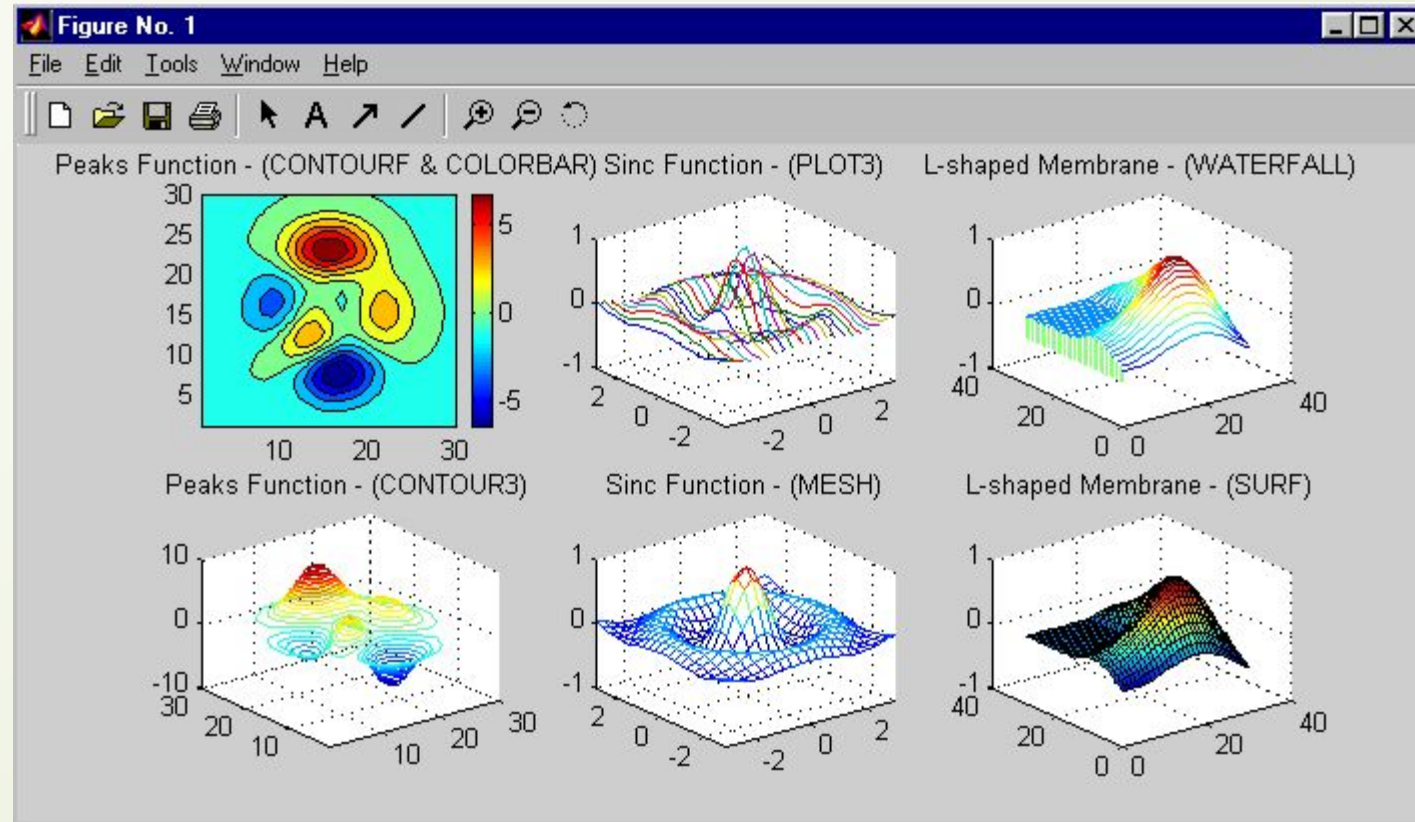 Figure No. 1
File Edit Tools Window Help
A
Peaks Function - (CONTOURF & COLORBAR)
30
25
20
15
10
5
10 20 30
5
0
-5
Sinc Function - (PLOT3)
1
0
-1
2 0 -2
-2 0 2
L-shaped Membrane - (WATERFALL)
1
0
-1
40 20 0
0 20 40
Peaks Function - (CONTOUR3)
10
0
-10
30 20 10
10 20 30
Sinc Function - (MESH)
1
0
-1
2 0 -2
-2 0 2
L-shaped Membrane - (SURF)
1
0
-1
40 20 0
0 20 40